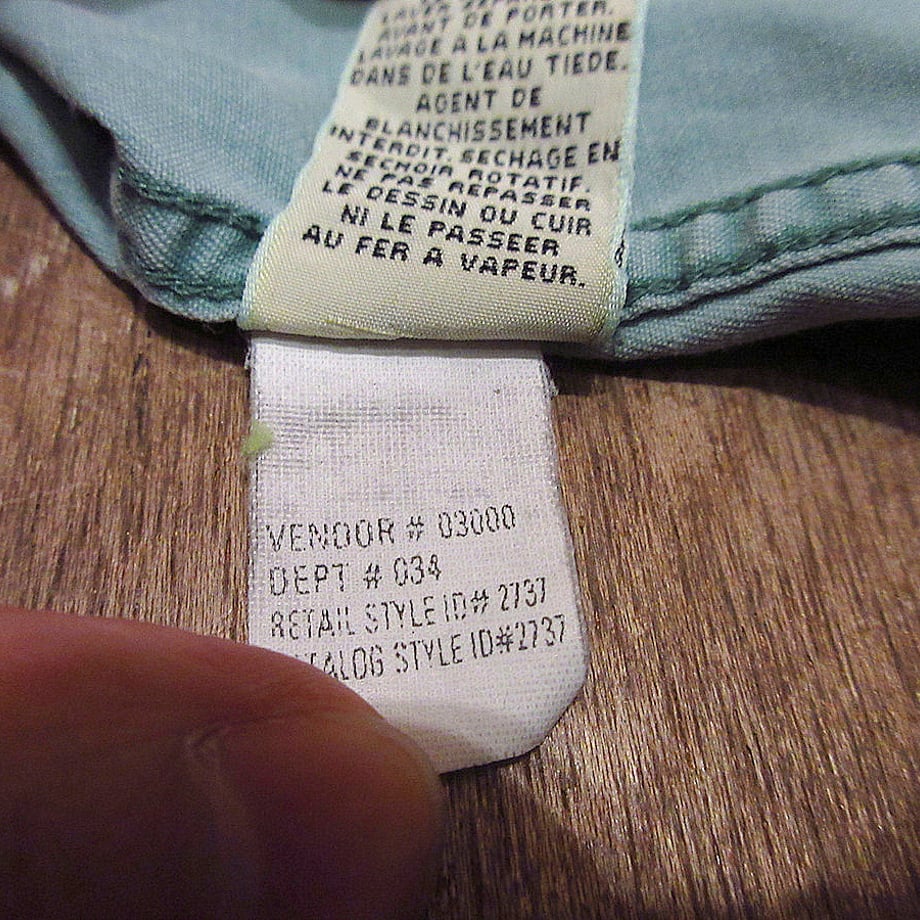 AVANT DE PORTER.
LAVAGE A LA MACHINE
DANS DE L'EAU TIEDE.
AGENT DE
BLANCHISSEMENT
INTERDIT. SECHAGE EN
SECHOIR ROTATIF.
NE PAS REPASSER
LE DESSIN OU CUIR
NI LE PASSEER
AU FER A VAPEUR.
VENDOR # 03000
DEPT # 034
RETAIL STYLE ID# 2737
STYLE ID#2737